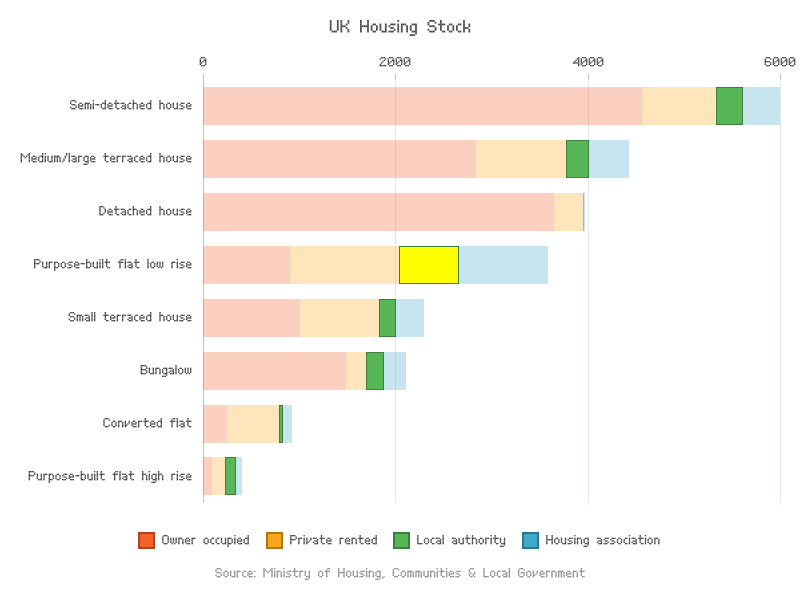 UK Housing Stock
0 2000 4000 6000
Semi-detached house
Medium/large terraced house
Detached house
Purpose-built flat low rise
Small terraced house
Bungalow
Converted flat
Purpose-built flat high rise
Owner occupied Private rented Local authority Housing association
Source: Ministry of Housing, Communities & Local Government